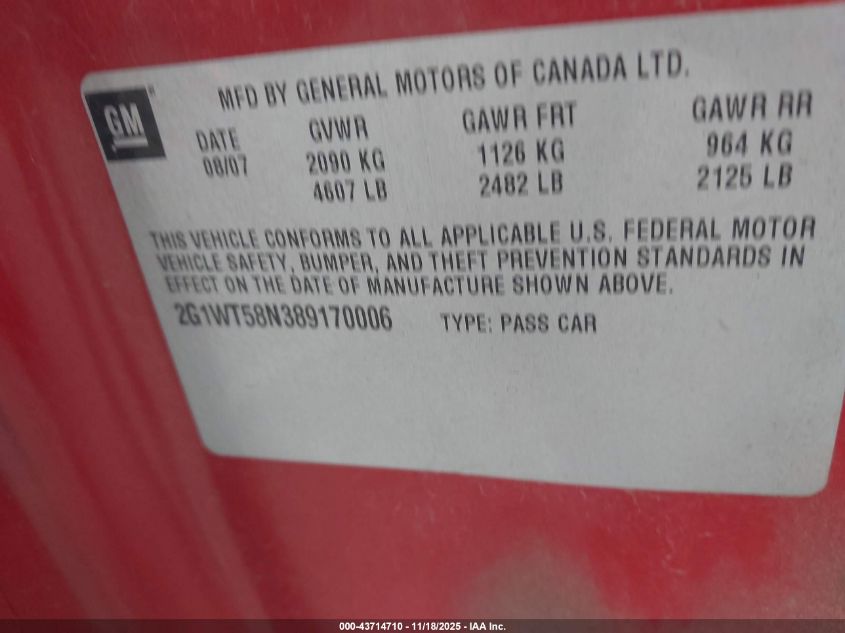 MFD BY GENERAL MOTORS OF CANADA LTD.
GM
DATE GVWR GAWR FRT GAWR RR
08/07 2090 KG 1126 KG 964 KG
4607 LB 2482 LB 2125 LB
THIS VEHICLE CONFORMS TO ALL APPLICABLE U.S. FEDERAL MOTOR
VEHICLE SAFETY, BUMPER, AND THEFT PREVENTION STANDARDS IN
EFFECT ON THE DATE OF MANUFACTURE SHOWN ABOVE.
2G1WT58N389170006 TYPE: PASS CAR
000-43714710 - 11/18/2025 - IAA Inc.